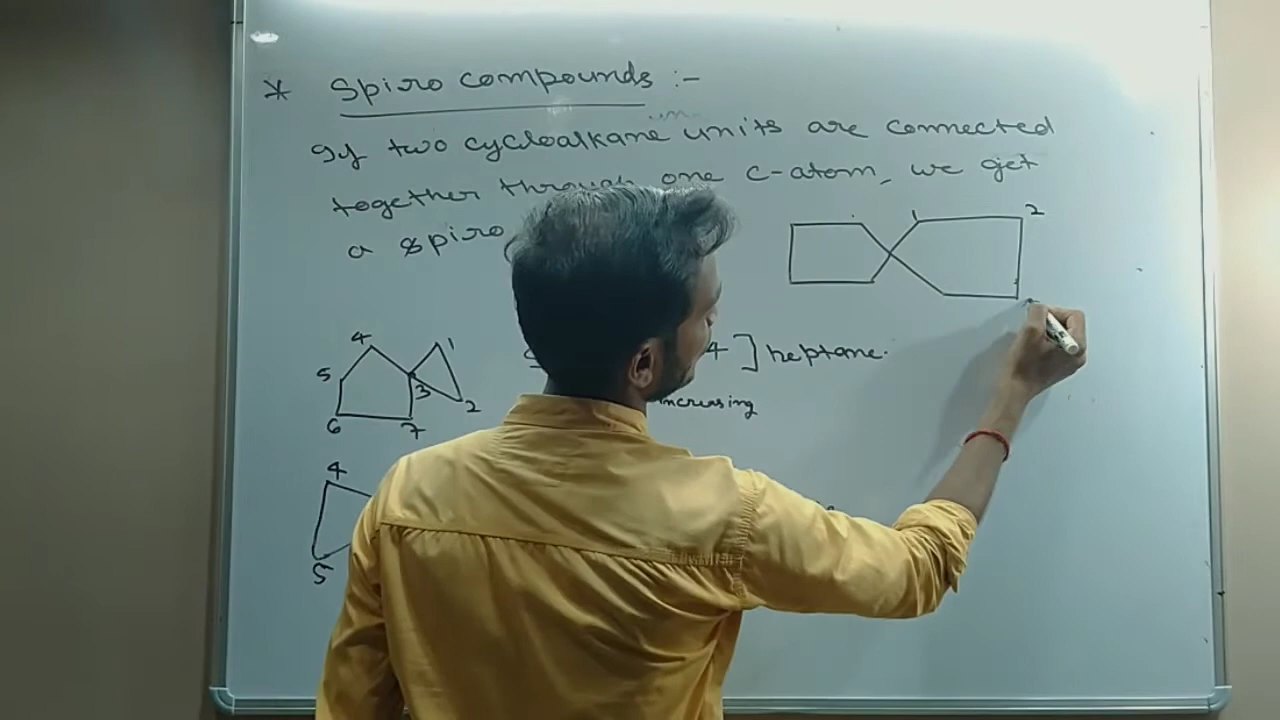 * Spiro compounds :-
If two cycloalkane units are connected
together through one C-atom, we get
a spiro
1 2
4 1
5 3 2
6 7
4 ] heptane.
increasing
4
5